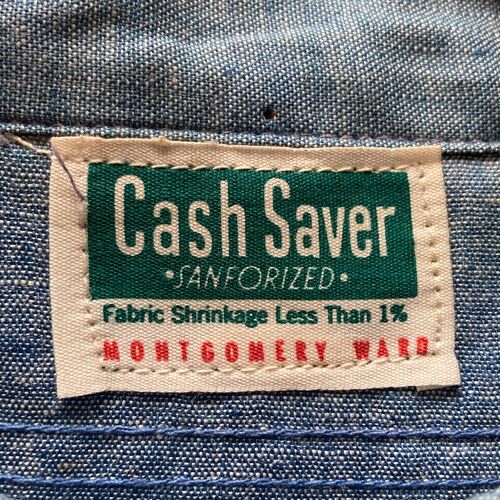 Cash Saver
•SANFORIZED•
Fabric Shrinkage Less Than 1%
MONTGOMERY WARD